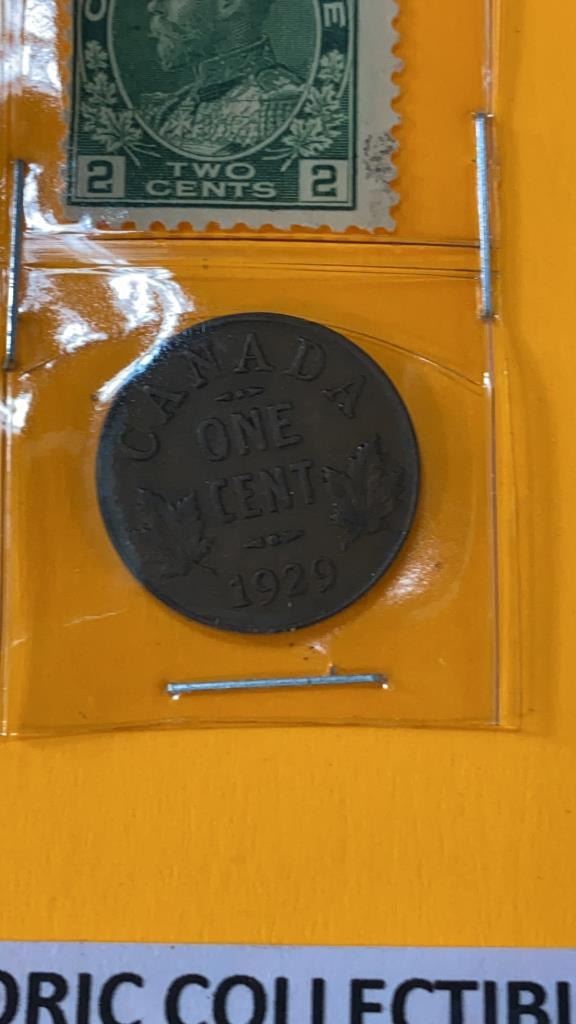 2 TWO 2
CENTS
CANADA
ONE
CENT
1929
ORIC COLLECTIBL